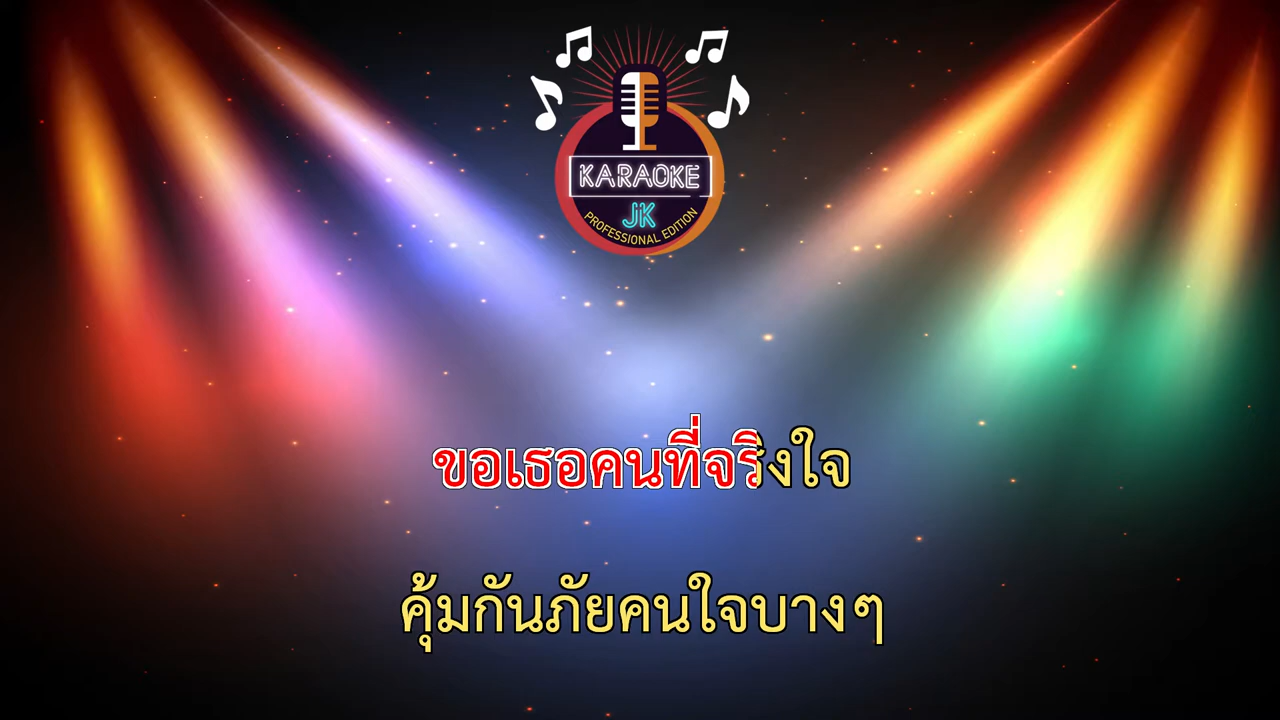 KARAOKE
JK
PROFESSIONAL EDITION
ขอเธอคนที่จริงใจ
คุ้มกันภัยคนใจบางๆ